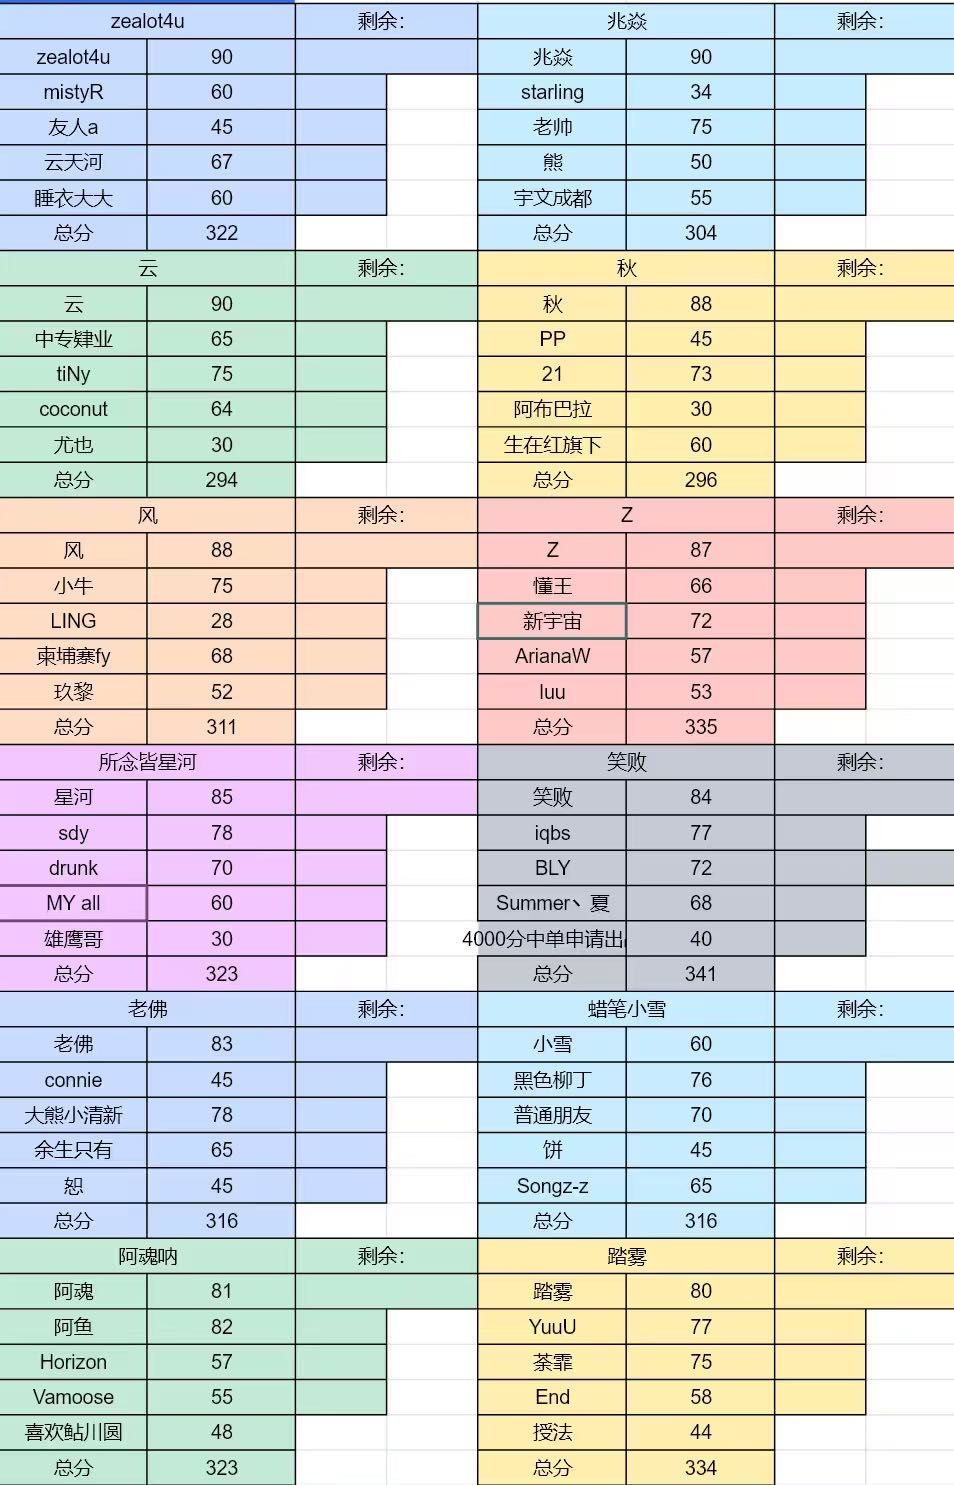 zealot4u 剩余： 兆焱 剩余：
zealot4u 90 兆焱 90
mistyR 60 starling 34
友人a 45 老帅 75
云天河 67 熊 50
睡衣大大 60 宇文成都 55
总分 322 总分 304
云 剩余： 秋 剩余：
云 90 秋 88
中专肄业 65 PP 45
tiNy 75 21 73
coconut 64 阿布巴拉 30
尤也 30 生在红旗下 60
总分 294 总分 296
风 剩余： Z 剩余：
风 88 Z 87
小牛 75 懂王 66
LING 28 新宇宙 72
柬埔寨fy 68 ArianaW 57
玖黎 52 luu 53
总分 311 总分 335
所念皆星河 剩余： 笑败 剩余：
星河 85 笑败 84
sdy 78 iqbs 77
drunk 70 BLY 72
MY all 60 Summer丶夏 68
雄鹰哥 30 4000分中单申请出 40
总分 323 总分 341
老佛 剩余： 蜡笔小雪 剩余：
老佛 83 小雪 60
connie 45 黑色柳丁 76
大熊小清新 78 普通朋友 70
余生只有 65 饼 45
恕 45 Songz-z 65
总分 316 总分 316
阿魂呐 剩余： 踏雾 剩余：
阿魂 81 踏雾 80
阿鱼 82 YuuU 77
Horizon 57 荼霏 75
Vamoose 55 End 58
喜欢鲇川圆 48 授法 44
总分 323 总分 334